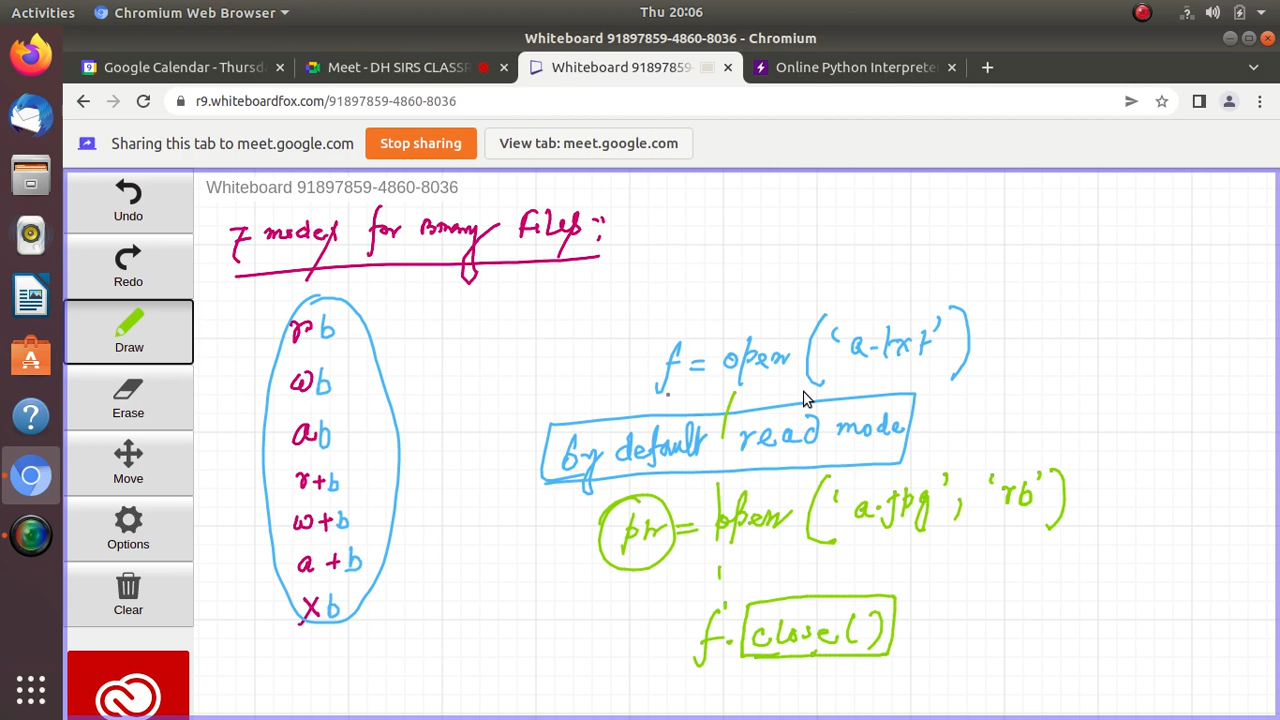 Activities Chromium Web Browser Thu 20:06
Whiteboard 91897859-4860-8036 - Chromium
Google Calendar - Thursd Meet - DH SIRS CLASSR Whiteboard 91897859- Online Python Interprete
r9.whiteboardfox.com/91897859-4860-8036
Sharing this tab to meet.google.com Stop sharing View tab: meet.google.com
Whiteboard 91897859-4860-8036
Undo
Redo
Draw
Erase
Move
Options
Clear
7 modes for Binary Files:
rb
wb
ab
r+b
w+b
a+b
xb
f = open('a.txt')
by default read mode
= open('a.jpg', 'rb')
f.close()